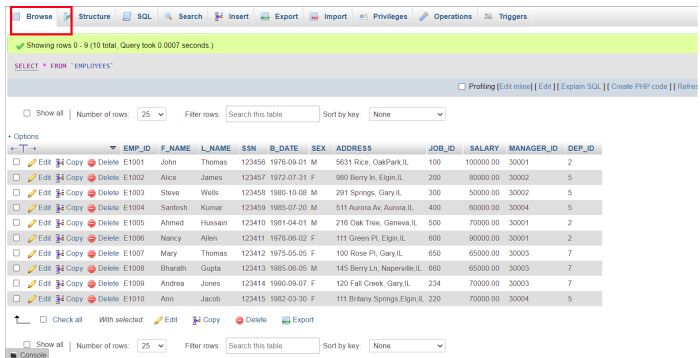 Browse Structure SQL Search Insert Export Import Privileges Operations Triggers
Showing rows 0 - 9 (10 total, Query took 0.0007 seconds.)
SELECT * FROM `EMPLOYEES`
Profiling [Edit inline] [ Edit ] [ Explain SQL ] [ Create PHP code ] [ Refres
Show all Number of rows: 25 Filter rows: Search this table Sort by key: None
+ Options
←T→ EMP_ID F_NAME L_NAME SSN B_DATE SEX ADDRESS JOB_ID SALARY MANAGER_ID DEP_ID
Edit Copy Delete E1001 John Thomas 123456 1976-09-01 M 5631 Rice, OakPark,IL 100 100000.00 30001 2
Edit Copy Delete E1002 Alice James 123457 1972-07-31 F 980 Berry ln, Elgin,IL 200 80000.00 30002 5
Edit Copy Delete E1003 Steve Wells 123458 1980-10-08 M 291 Springs, Gary,IL 300 50000.00 30002 5
Edit Copy Delete E1004 Santosh Kumar 123459 1985-07-20 M 511 Aurora Av, Aurora,IL 400 60000.00 30004 5
Edit Copy Delete E1005 Ahmed Hussain 123410 1981-04-01 M 216 Oak Tree, Geneva,IL 500 70000.00 30001 2
Edit Copy Delete E1006 Nancy Allen 123411 1978-06-02 F 111 Green Pl, Elgin,IL 600 90000.00 30001 2
Edit Copy Delete E1007 Mary Thomas 123412 1975-05-05 F 100 Rose Pl, Gary,IL 650 65000.00 30003 7
Edit Copy Delete E1008 Bharath Gupta 123413 1985-06-05 M 145 Berry Ln, Naperville,IL 660 65000.00 30003 7
Edit Copy Delete E1009 Andrea Jones 123414 1990-09-07 F 120 Fall Creek, Gary,IL 234 70000.00 30003 7
Edit Copy Delete E1010 Ann Jacob 123415 1982-03-30 F 111 Britany Springs,Elgin,IL 220 70000.00 30004 5
Check all With selected: Edit Copy Delete Export
Show all Number of rows: 25 Filter rows: Search this table Sort by key: None
Console